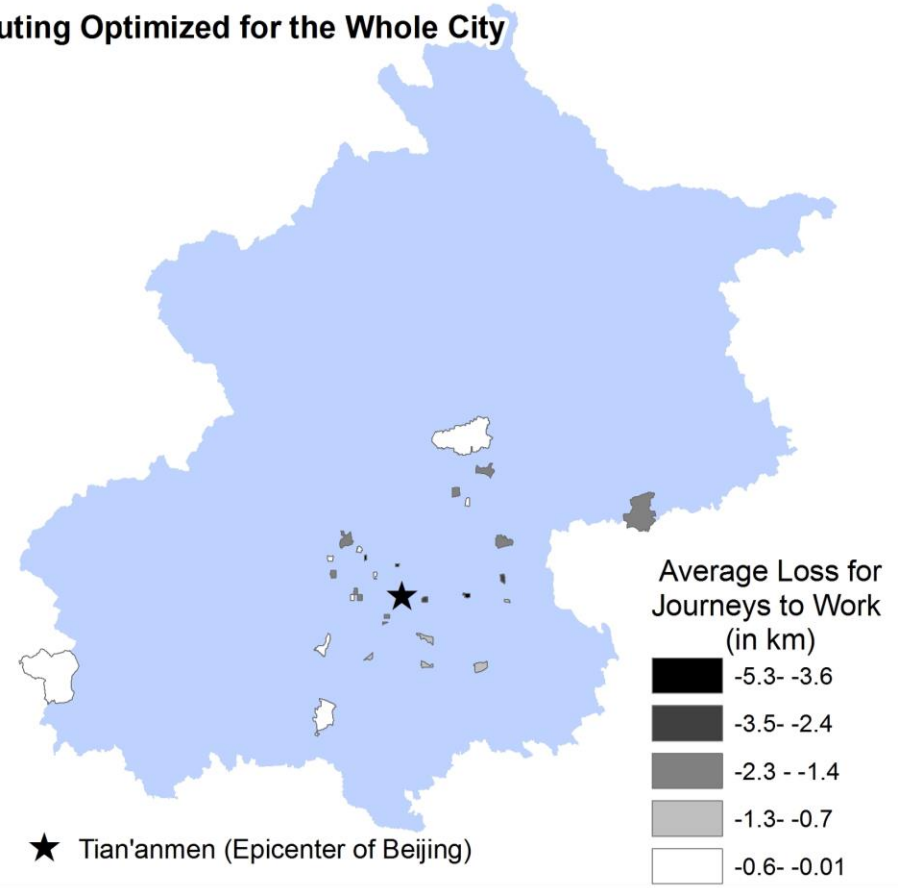 uting Optimized for the Whole City
Average Loss for
Journeys to Work
(in km)
-5.3- -3.6
-3.5- -2.4
-2.3 - -1.4
-1.3- -0.7
-0.6- -0.01
Tian'anmen (Epicenter of Beijing)